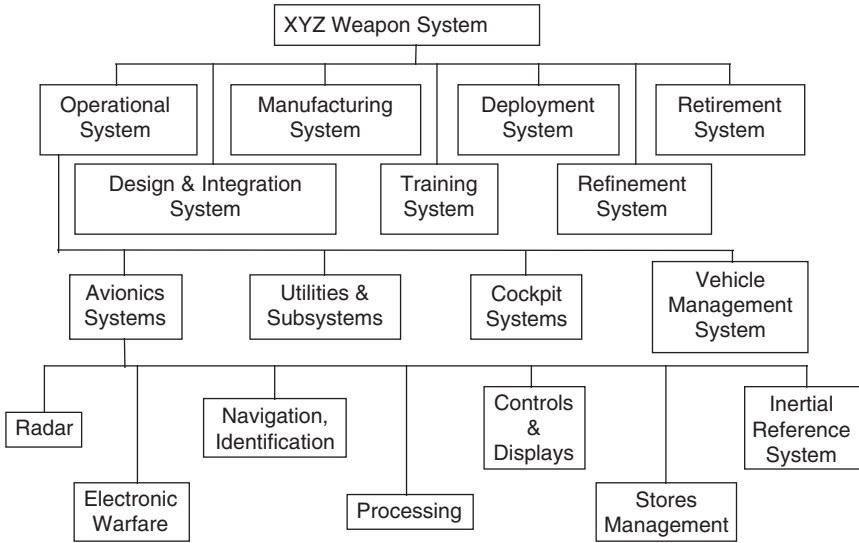 XYZ Weapon System
Operational
System
Manufacturing
System
Deployment
System
Retirement
System
Design & Integration
System
Training
System
Refinement
System
Avionics
Systems
Utilities &
Subsystems
Cockpit
Systems
Vehicle
Management
System
Radar
Navigation,
Identification
Controls
&
Displays
Inertial
Reference
System
Electronic
Warfare
Processing
Stores
Management